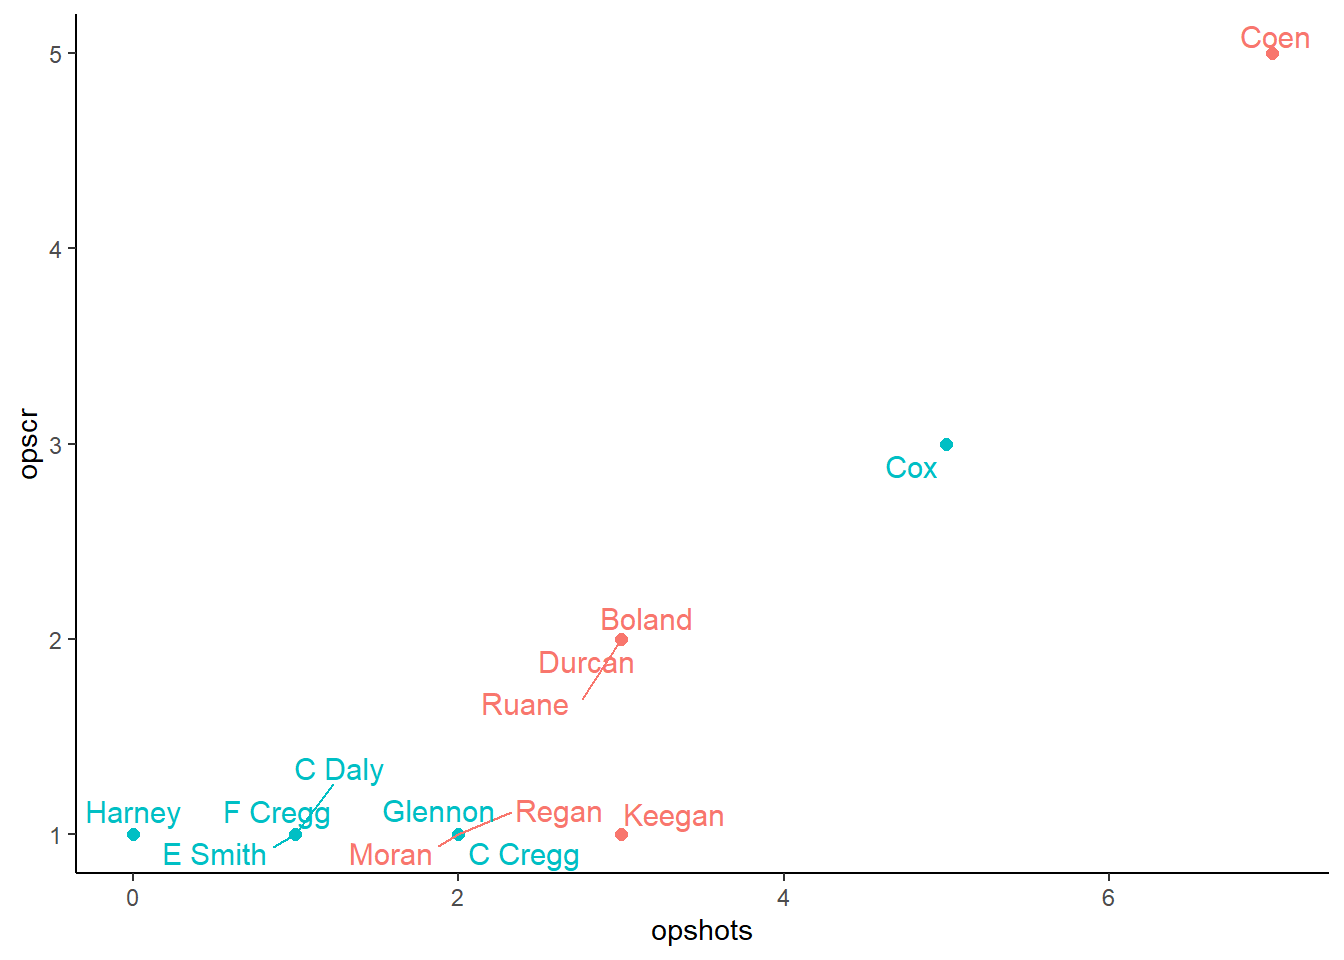 Coen
5
4
opscr
3
Cox
2
Boland
Durcan
Ruane
C Daly
Harney
F Cregg
Glennon
Regan
Keegan
1
E Smith
Moran
C Cregg
0
2
4
6
opshots